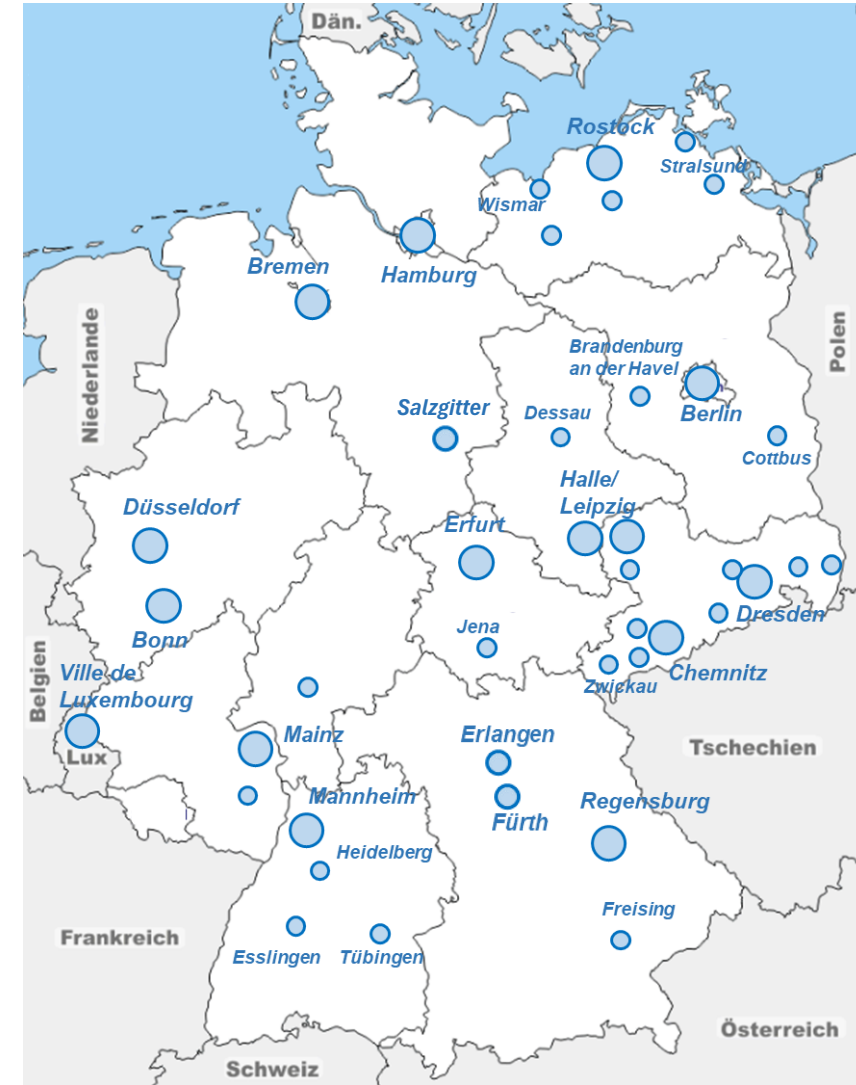 Dän.
Rostock
Stralsund
Wismar
Bremen
Hamburg
Niederlande
Polen
Brandenburg
an der Havel
Berlin
Salzgitter
Dessau
Cottbus
Halle/
Leipzig
Düsseldorf
Erfurt
Dresden
Bonn
Jena
Belgien
Ville de
Luxembourg
Zwickau
Chemnitz
Lux
Mainz
Erlangen
Tschechien
Mannheim
Fürth
Regensburg
Heidelberg
Freising
Frankreich
Esslingen
Tübingen
Österreich
Schweiz